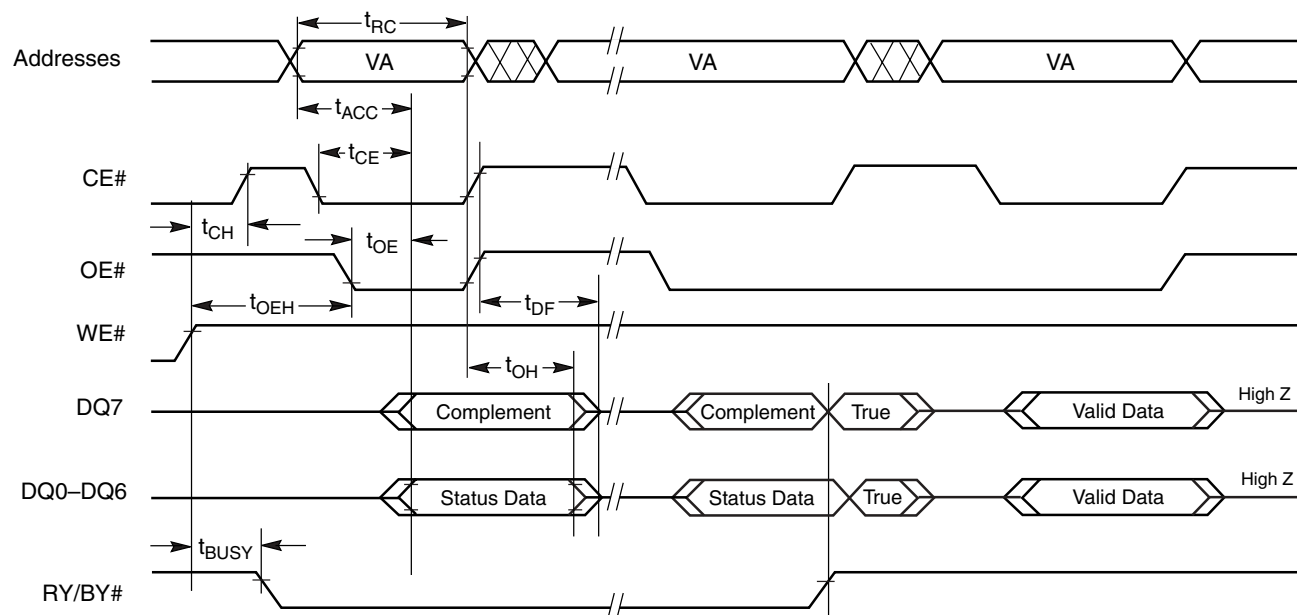 tRC
Addresses VA VA VA
tACC
tCE
CE#
tCH
tOE
OE#
tOEH tDF
WE#
tOH
DQ7 Complement Complement True Valid Data High Z
DQ0–DQ6 Status Data Status Data True Valid Data High Z
tBUSY
RY/BY#